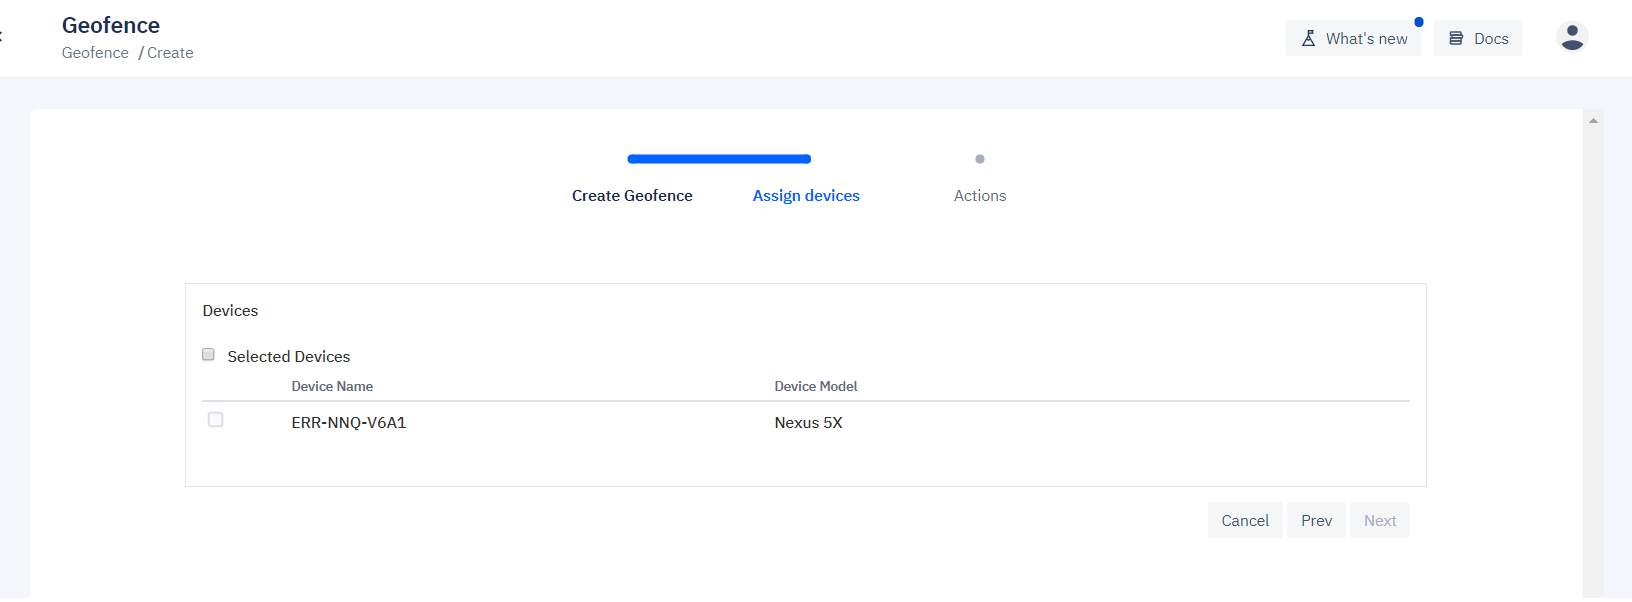 Geofence
Geofence / Create
What's new
Docs
Create Geofence
Assign devices
Actions
Devices
Selected Devices
Device Name
Device Model
ERR-NNQ-V6A1
Nexus 5X
Cancel
Prev
Next